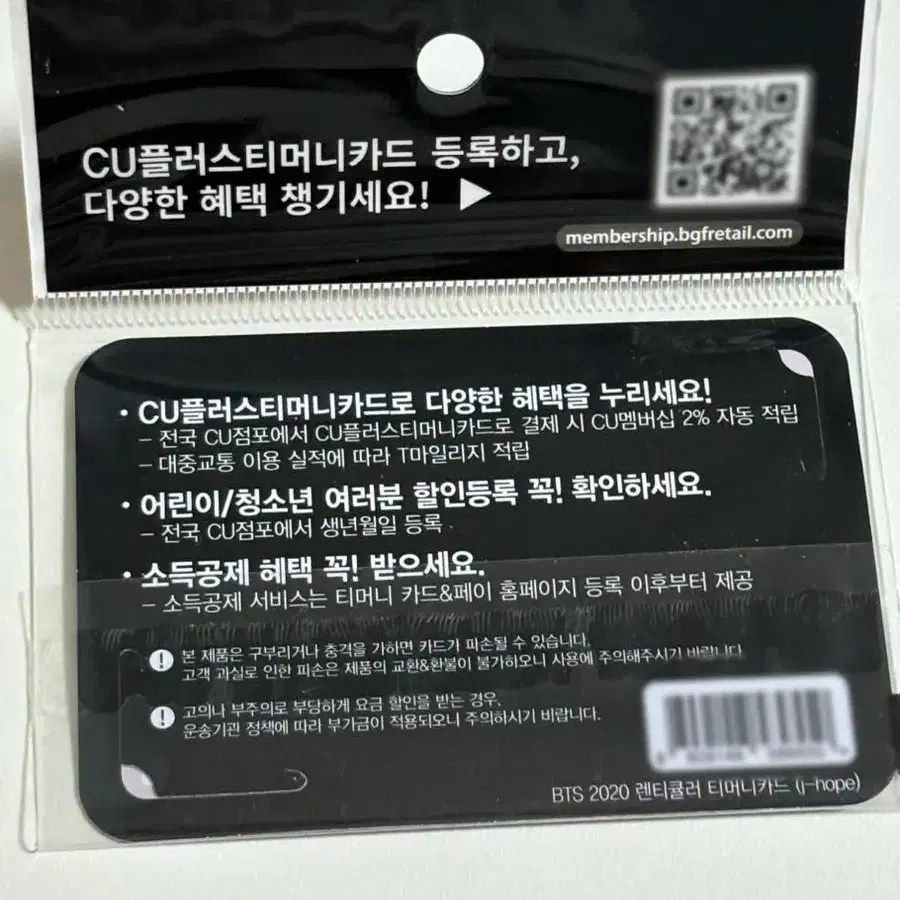 CU플러스티머니카드 등록하고,
다양한 혜택 챙기세요! ▶
membership.bgfretail.com
• CU플러스티머니카드로 다양한 혜택을 누리세요!
– 전국 CU점포에서 CU플러스티머니카드로 결제 시 CU멤버십 2% 자동 적립
– 대중교통 이용 실적에 따라 T마일리지 적립
• 어린이/청소년 여러분 할인등록 꼭! 확인하세요.
– 전국 CU점포에서 생년월일 등록
• 소득공제 혜택 꼭! 받으세요.
– 소득공제 서비스는 티머니 카드&페이 홈페이지 등록 이후부터 제공
! 본 제품은 구부리거나 충격을 가하면 카드가 파손될 수 있습니다.
고객 과실로 인한 파손은 제품의 교환&환불이 불가하오니 사용에 주의해주시기 바랍니다.
! 고의나 부주의로 부당하게 요금 할인을 받는 경우,
운송기관 정책에 따라 부가금이 적용되오니 주의하시기 바랍니다.
BTS 2020 렌티큘러 티머니카드 (j-hope)